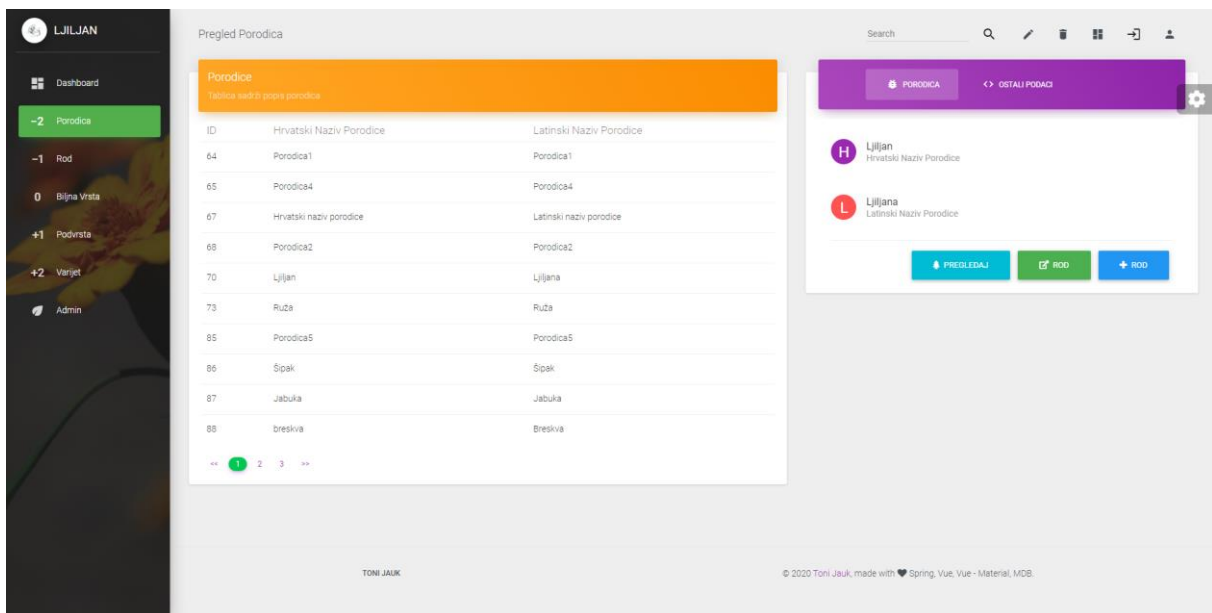 LJILJAN
Dashboard
-2 Porodica
-1 Rod
0 Biljna Vrsta
+1 Podvrsta
+2 Varijet
Admin
Pregled Porodica
Search
Porodice
Tablica sadrži popis porodica
ID Hrvatski Naziv Porodice Latinski Naziv Porodice
64 Porodica1 Porodica1
65 Porodica4 Porodica4
67 Hrvatski naziv porodice Latinski naziv porodice
68 Porodica2 Porodica2
70 Ljiljan Ljiljana
73 Ruža Ruža
85 Porodica5 Porodica5
86 Šipak Šipak
87 Jabuka Jabuka
88 breskva Breskva
<< 1 2 3 >>
PORODICA <> OSTALI PODACI
H Ljiljan
Hrvatski Naziv Porodice
L Ljiljana
Latinski Naziv Porodice
PREGLEDAJ ROD + ROD
TONI JAUK
© 2020 Toni Jauk, made with ♥ Spring, Vue, Vue - Material, MDB.